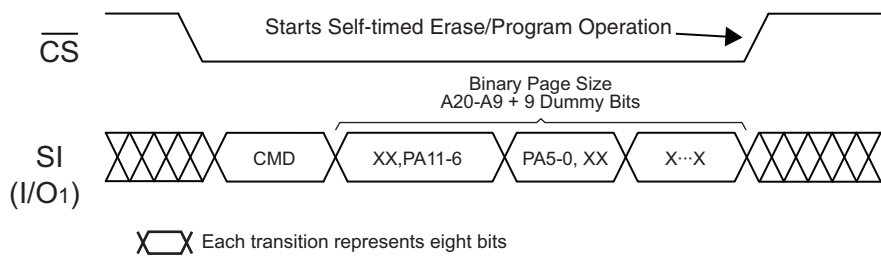 Starts Self-timed Erase/Program Operation
CS
Binary Page Size
A20-A9 + 9 Dummy Bits
SI
(I/O1)
CMD
XX,PA11-6
PA5-0, XX
X···X
Each transition represents eight bits